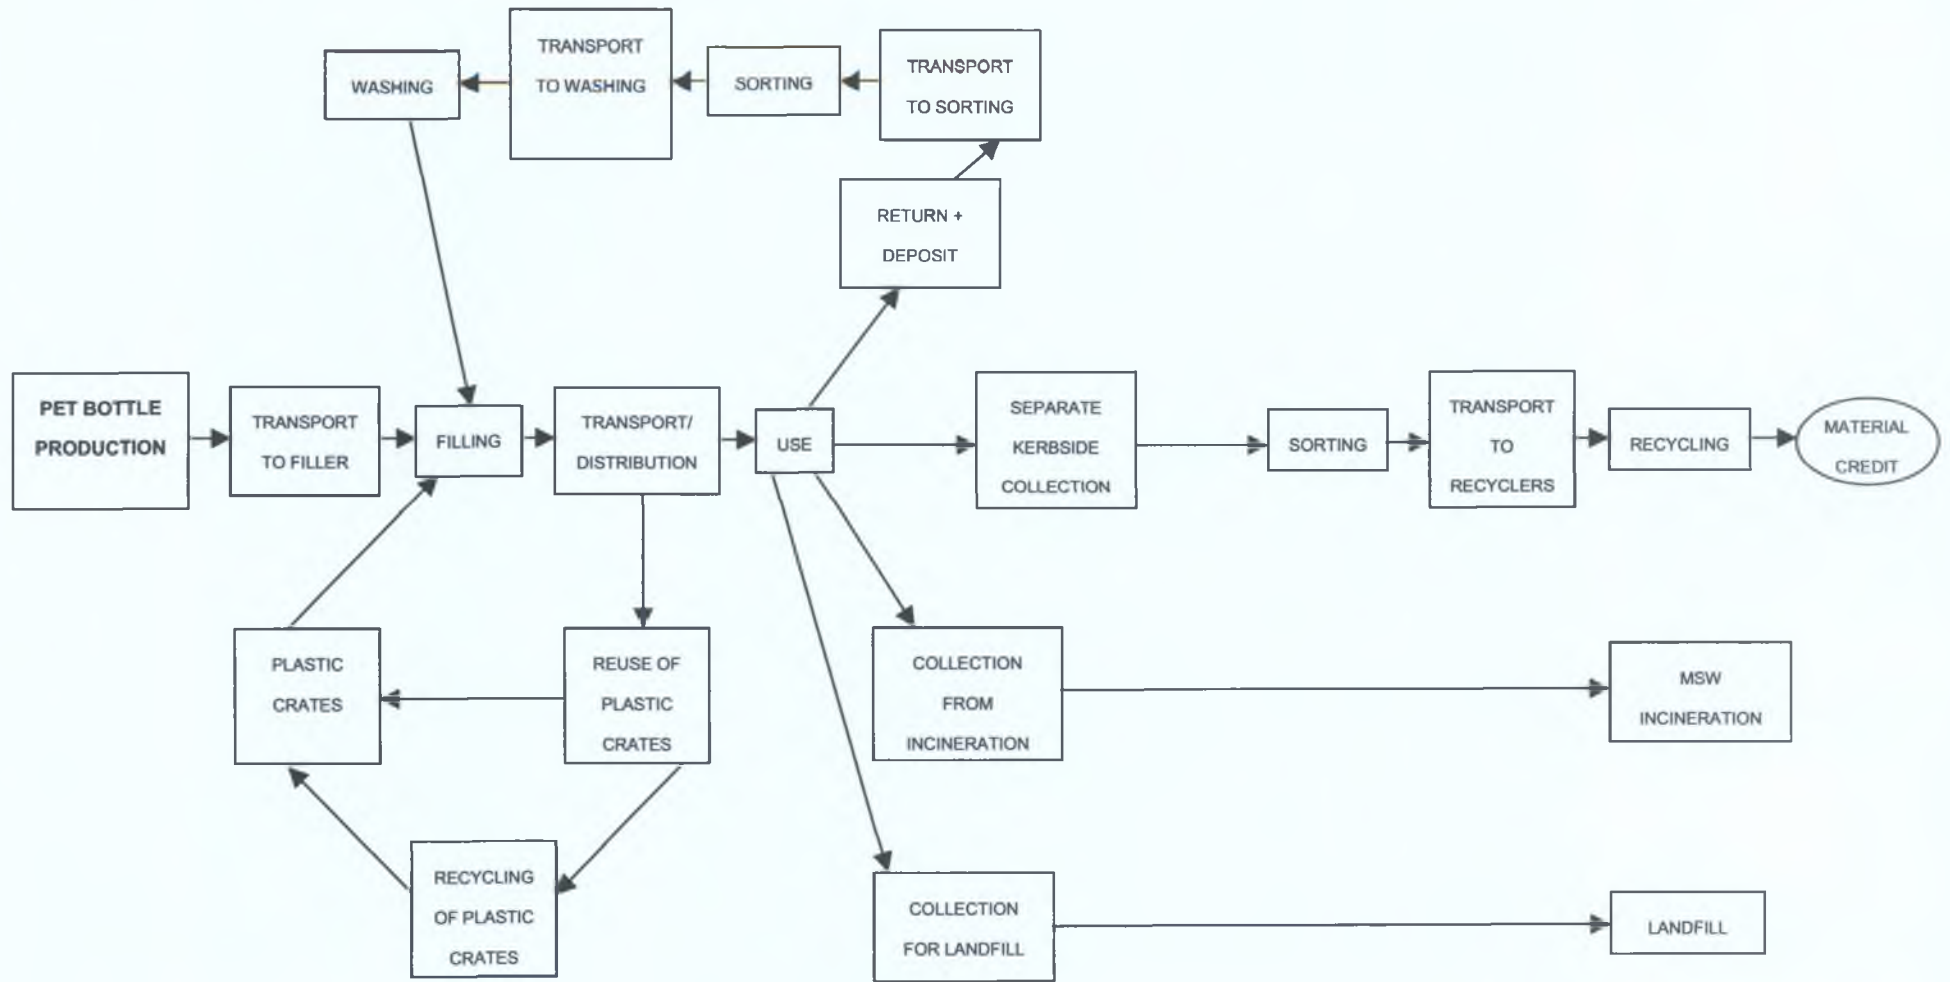 TRANSPORT
TO WASHING
WASHING
SORTING
TRANSPORT
TO SORTING
RETURN +
DEPOSIT
PET BOTTLE
PRODUCTION
TRANSPORT
TO FILLER
FILLING
TRANSPORT/
DISTRIBUTION
USE
SEPARATE
KERBSIDE
COLLECTION
SORTING
TRANSPORT
TO
RECYCLERS
RECYCLING
MATERIAL
CREDIT
PLASTIC
CRATES
REUSE OF
PLASTIC
CRATES
COLLECTION
FROM
INCINERATION
MSW
INCINERATION
RECYCLING
OF PLASTIC
CRATES
COLLECTION
FOR LANDFILL
LANDFILL